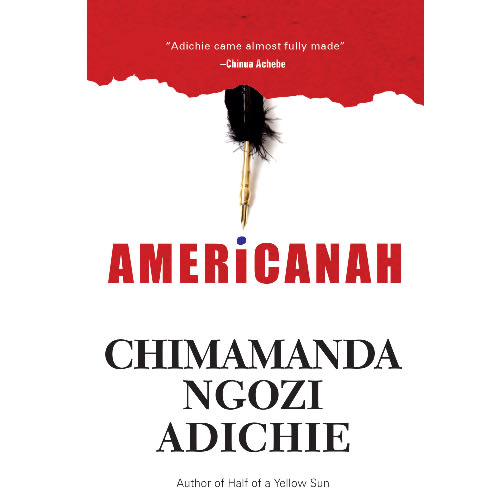 "Adichie came almost fully made"
–Chinua Achebe
AMERiCANAH
CHIMAMANDA
NGOZI
ADICHIE
Author of Half of a Yellow Sun